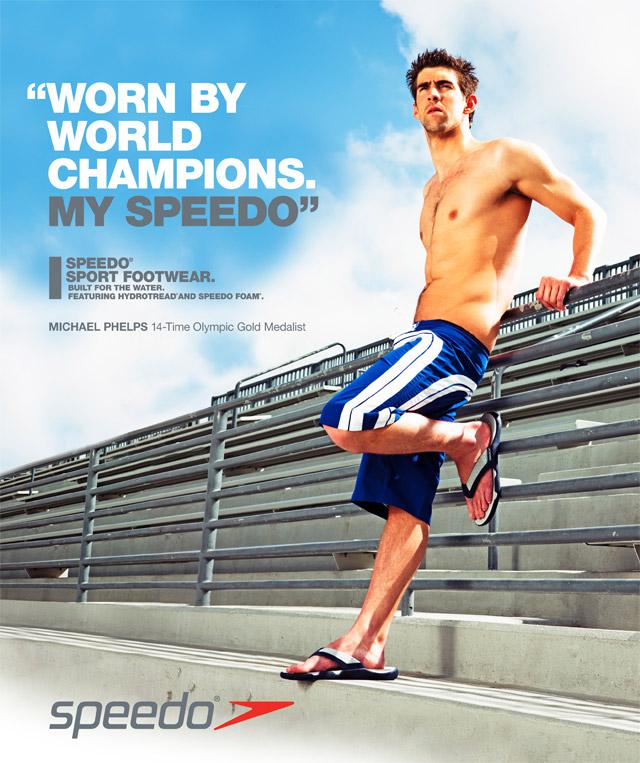 “WORN BY
WORLD
CHAMPIONS.
MY SPEEDO”
SPEEDO®
SPORT FOOTWEAR.
BUILT FOR THE WATER.
FEATURING HYDROTREAD® AND SPEEDO FOAM®.
MICHAEL PHELPS 14-Time Olympic Gold Medalist
speedo®